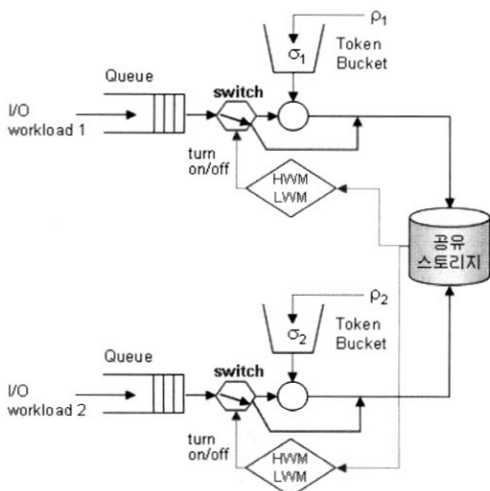 ρ1
σ1
Token
Bucket
Queue
switch
I/O
workload 1
turn
on/off
HWM
LWM
공유
스토리지
ρ2
σ2
Token
Bucket
Queue
switch
I/O
workload 2
turn
on/off
HWM
LWM